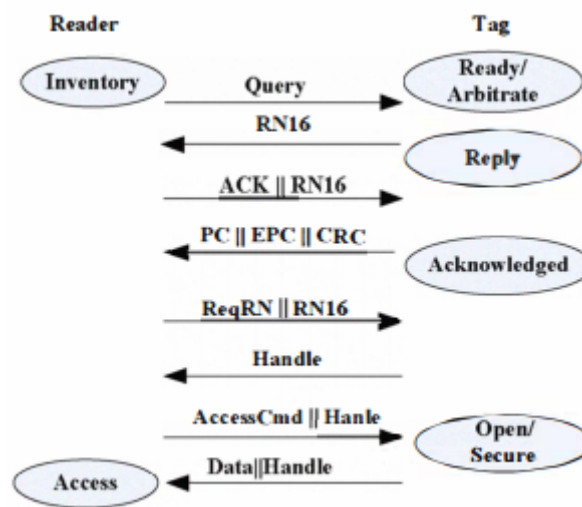 Reader Tag
Inventory
Ready/
Arbitrate
Query
RN16
Reply
ACK || RN16
PC || EPC || CRC
Acknowledged
ReqRN || RN16
Handle
AccessCmd || Hanle
Open/
Secure
Data||Handle
Access